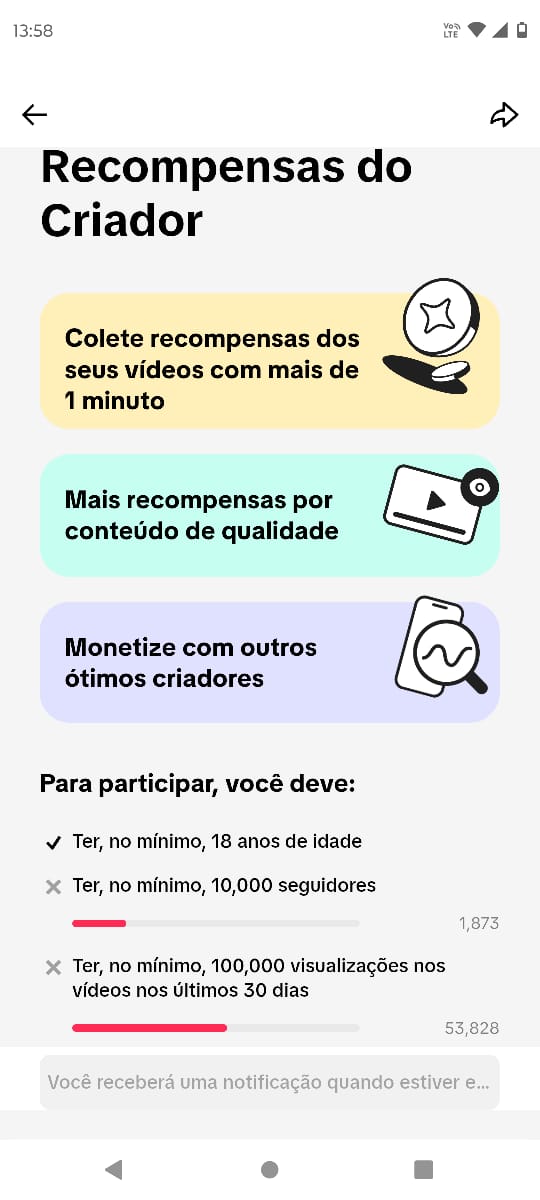 13:58
Vo)) LTE
Recompensas do
Criador
Colete recompensas dos
seus vídeos com mais de
1 minuto
Mais recompensas por
conteúdo de qualidade
Monetize com outros
ótimos criadores
Para participar, você deve:
Ter, no mínimo, 18 anos de idade
Ter, no mínimo, 10,000 seguidores
1,873
Ter, no mínimo, 100,000 visualizações nos
vídeos nos últimos 30 dias
53,828
Você receberá uma notificação quando estiver e...